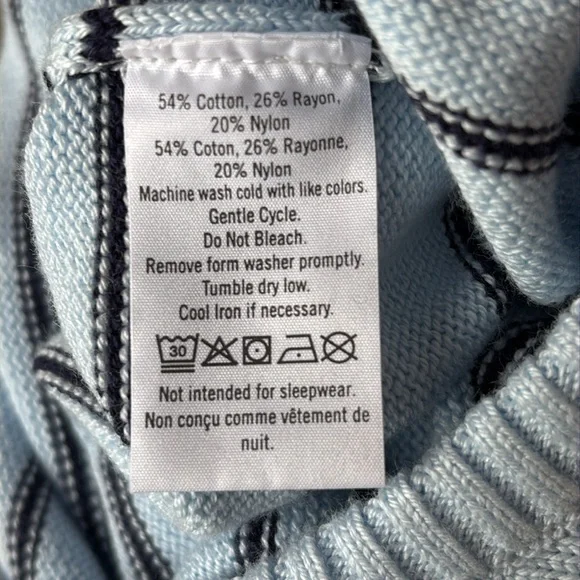 54% Cotton, 26% Rayon,
20% Nylon
54% Coton, 26% Rayonne,
20% Nylon
Machine wash cold with like colors.
Gentle Cycle.
Do Not Bleach.
Remove form washer promptly.
Tumble dry low.
Cool Iron if necessary.
30
Not intended for sleepwear.
Non conçu comme vêtement de
nuit.